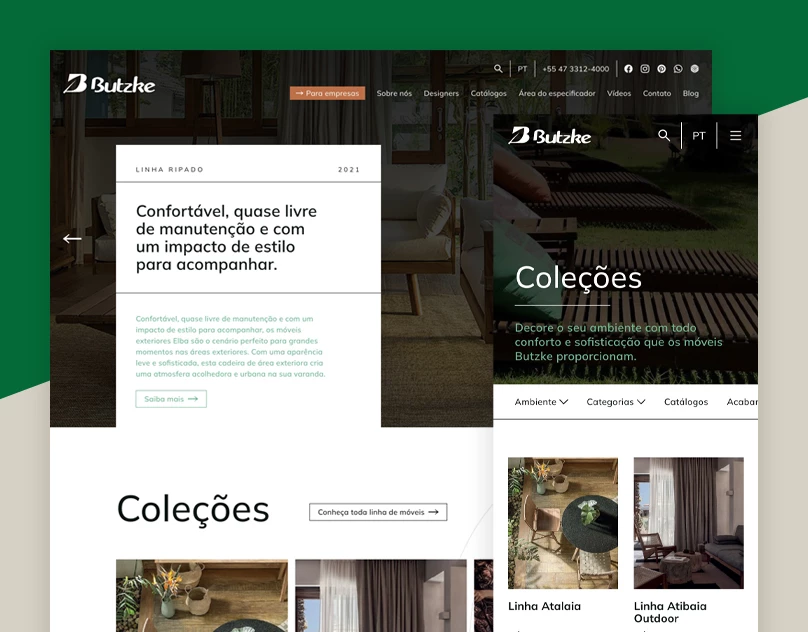 Butzke
PT
+55 47 3312-4000
→ Para empresas
Sobre nós
Designers
Catálogos
Área do especificador
Vídeos
Contato
Blog
LINHA RIPADO
2021
Confortável, quase livre
de manutenção e com
um impacto de estilo
para acompanhar.
Confortável, quase livre de manutenção e com um
impacto de estilo para acompanhar, os móveis
exteriores Elba são o cenário perfeito para grandes
momentos nas áreas exteriores. Com uma aparência
leve e sofisticada, esta cadeira de área exteriora cria
uma atmosfera acolhedora e urbana na sua varanda.
Saiba mais →
Coleções
Conheça toda linha de móveis →
Butzke
PT
Coleções
Decore o seu ambiente com todo
conforto e sofisticação que os móveis
Butzke proporcionam.
Ambiente
Categorias
Catálogos
Acabar
Linha Atalaia
Linha Atibaia
Outdoor